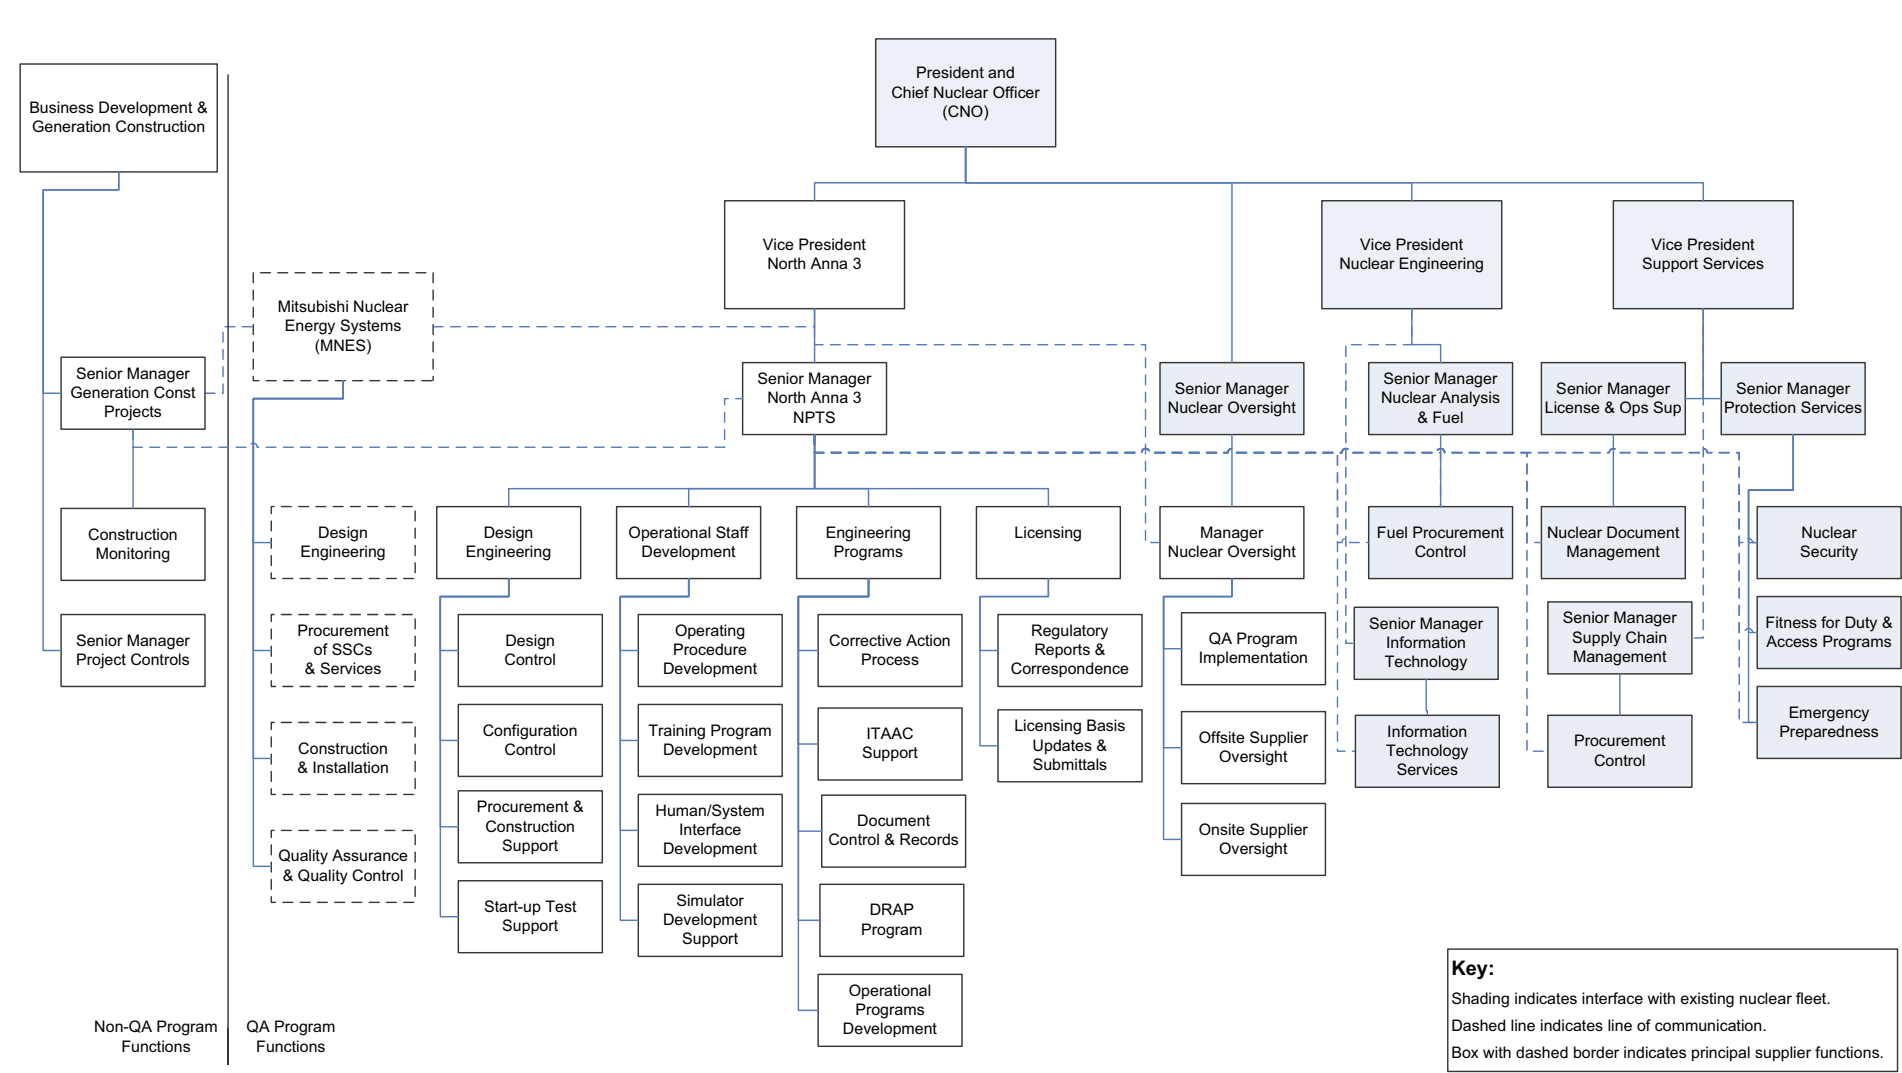 President and
Chief Nuclear Officer
(CNO)
Business Development &
Generation Construction
Vice President
North Anna 3
Vice President
Nuclear Engineering
Vice President
Support Services
Mitsubishi Nuclear
Energy Systems
(MNES)
Senior Manager
Generation Const
Projects
Senior Manager
North Anna 3
NPTS
Senior Manager
Nuclear Oversight
Senior Manager
Nuclear Analysis
& Fuel
Senior Manager
License & Ops Sup
Senior Manager
Protection Services
Construction
Monitoring
Design
Engineering
Design
Engineering
Operational Staff
Development
Engineering
Programs
Licensing
Manager
Nuclear Oversight
Fuel Procurement
Control
Nuclear Document
Management
Nuclear
Security
Senior Manager
Project Controls
Procurement
of SSCs
& Services
Design
Control
Operating
Procedure
Development
Corrective Action
Process
Regulatory
Reports &
Correspondence
QA Program
Implementation
Senior Manager
Information
Technology
Senior Manager
Supply Chain
Management
Fitness for Duty &
Access Programs
Construction
& Installation
Configuration
Control
Training Program
Development
ITAAC
Support
Licensing Basis
Updates &
Submittals
Offsite Supplier
Oversight
Information
Technology
Services
Procurement
Control
Emergency
Preparedness
Quality Assurance
& Quality Control
Procurement &
Construction
Support
Human/System
Interface
Development
Document
Control & Records
Onsite Supplier
Oversight
Start-up Test
Support
Simulator
Development
Support
DRAP
Program
Operational
Programs
Development
Non-QA Program
Functions
QA Program
Functions
Key:
Shading indicates interface with existing nuclear fleet.
Dashed line indicates line of communication.
Box with dashed border indicates principal supplier functions.